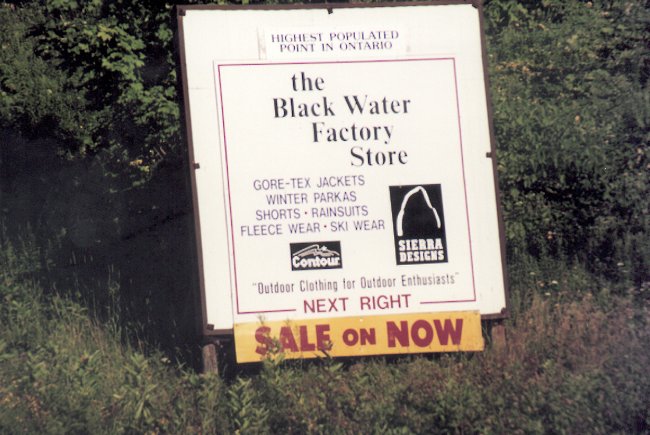 HIGHEST POPULATED
POINT IN ONTARIO
the
Black Water
Factory
Store
GORE-TEX JACKETS
WINTER PARKAS
SHORTS · RAINSUITS
FLEECE WEAR · SKI WEAR
SIERRA
DESIGNS
Contour
"Outdoor Clothing for Outdoor Enthusiasts"
NEXT RIGHT
SALE ON NOW